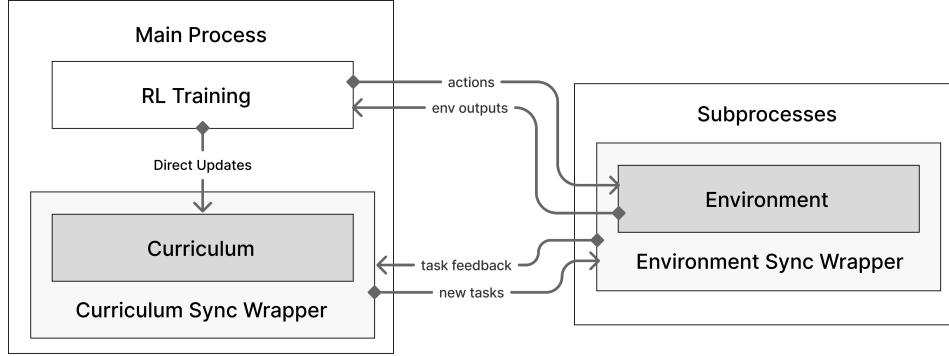 Main Process
RL Training
Direct Updates
Curriculum
Curriculum Sync Wrapper
actions
env outputs
task feedback
new tasks
Subprocesses
Environment
Environment Sync Wrapper